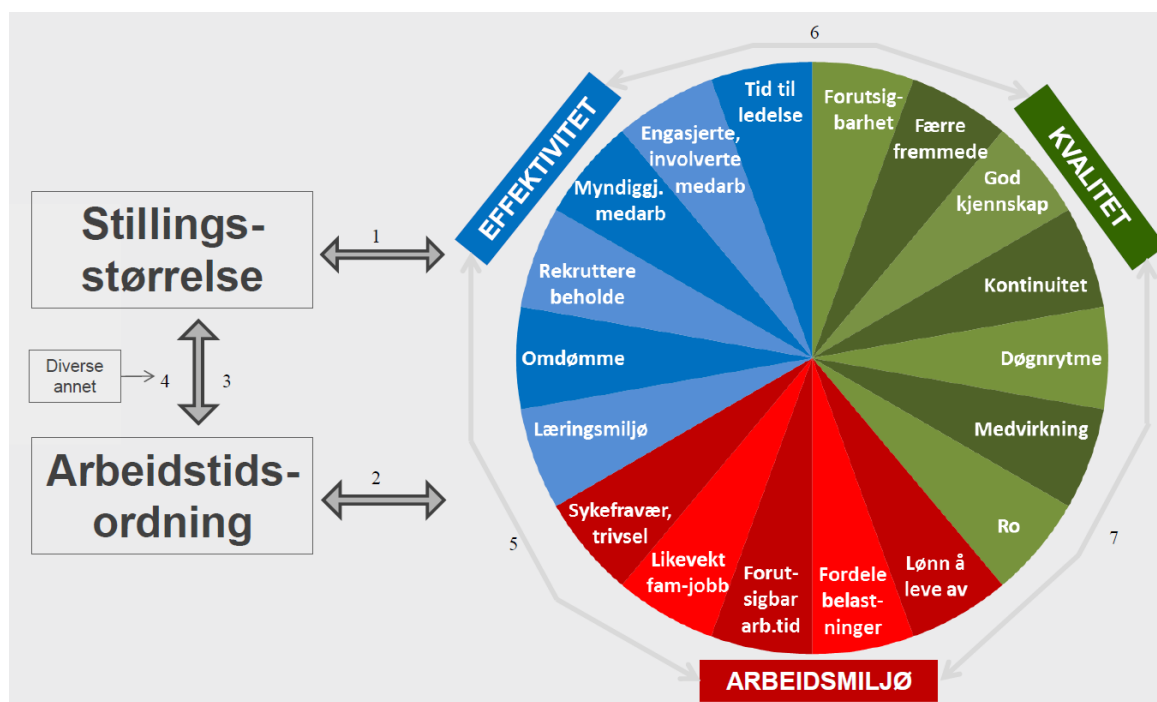 6
EFFEKTIVITET
KVALITET
Tid til
ledelse
Engasjerte,
involverte
medarb
Myndiggj.
medarb
Rekruttere
beholde
Omdømme
Læringsmiljø
Forutsig-
barhet
Færre
fremmede
God
kjennskap
Kontinuitet
Døgnrytme
Medvirkning
Ro
Lønn å
leve av
Fordele
belast-
ninger
Forut-
sigbar
arb.tid
Likevekt
fam-jobb
Sykefravær,
trivsel
ARBEIDSMILJØ
Stillings-
størrelse
1
Diverse
annet
4
3
Arbeidstids-
ordning
2
5
7